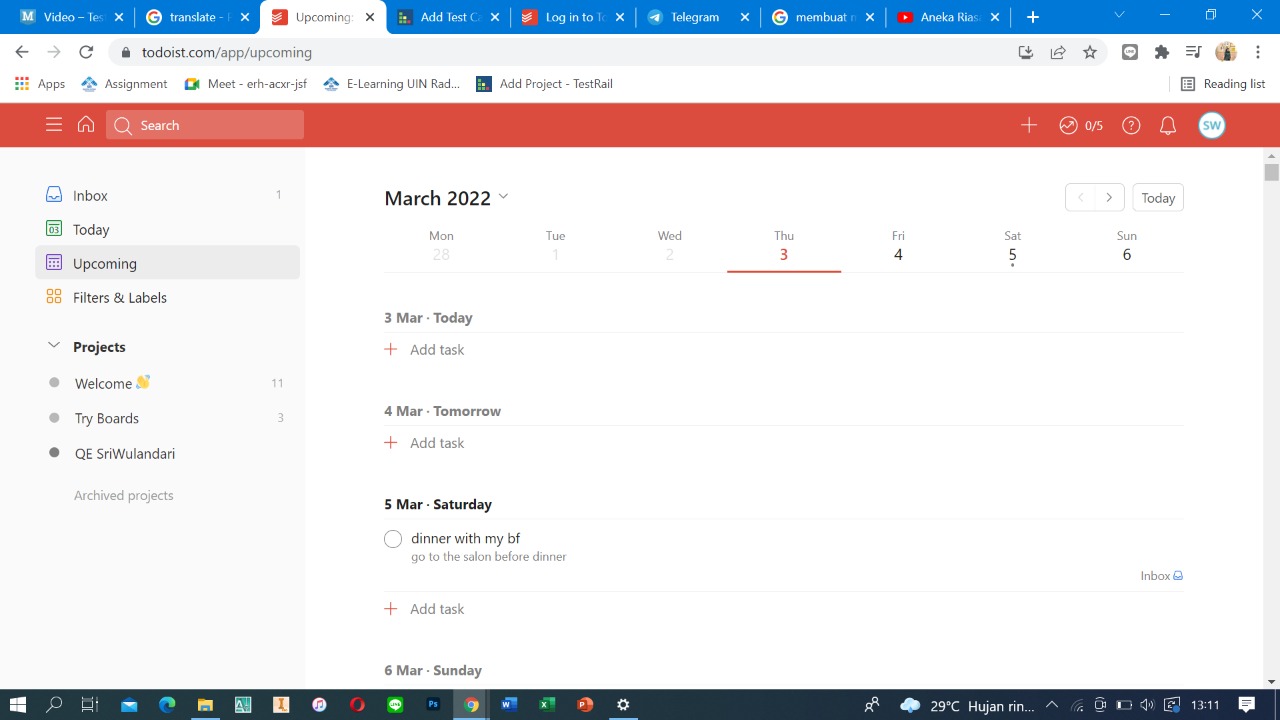 Video – Tes
translate -
Upcoming:
Add Test Ca
Log in to To
Telegram
membuat
Aneka Rias
todoist.com/app/upcoming
Apps
Assignment
Meet - erh-acxr-jsf
E-Learning UIN Rad...
Add Project - TestRail
Reading list
Search
0/5
SW
Inbox 1
Today
Upcoming
Filters & Labels
Projects
Welcome 👋 11
Try Boards 3
QE SriWulandari
Archived projects
March 2022
Today
Mon Tue Wed Thu Fri Sat Sun
28 1 2 3 4 5 6
3 Mar · Today
+ Add task
4 Mar · Tomorrow
+ Add task
5 Mar · Saturday
dinner with my bf
go to the salon before dinner
Inbox
+ Add task
6 Mar · Sunday
29°C Hujan rin...
13:11